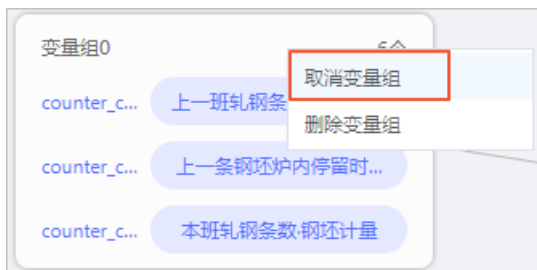 变量组0
取消变量组
删除变量组
counter_c... 上一班轧钢条
counter_c... 上一条钢坯炉内停留时...
counter_c... 本班轧钢条数·钢坯计量